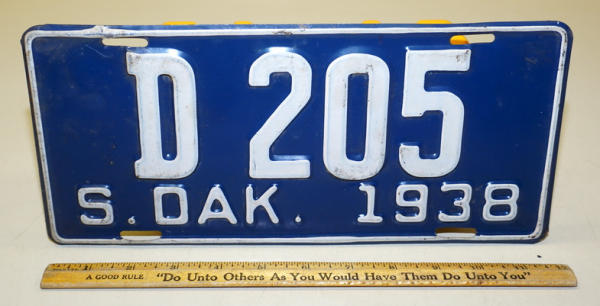 D 205
S. DAK. 1938
A GOOD RULE "Do Unto Others As You Would Have Them Do Unto You"